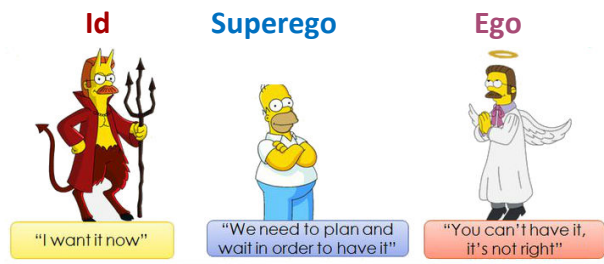 Id
Superego
Ego
“I want it now”
“We need to plan and
wait in order to have it”
“You can’t have it,
it’s not right”